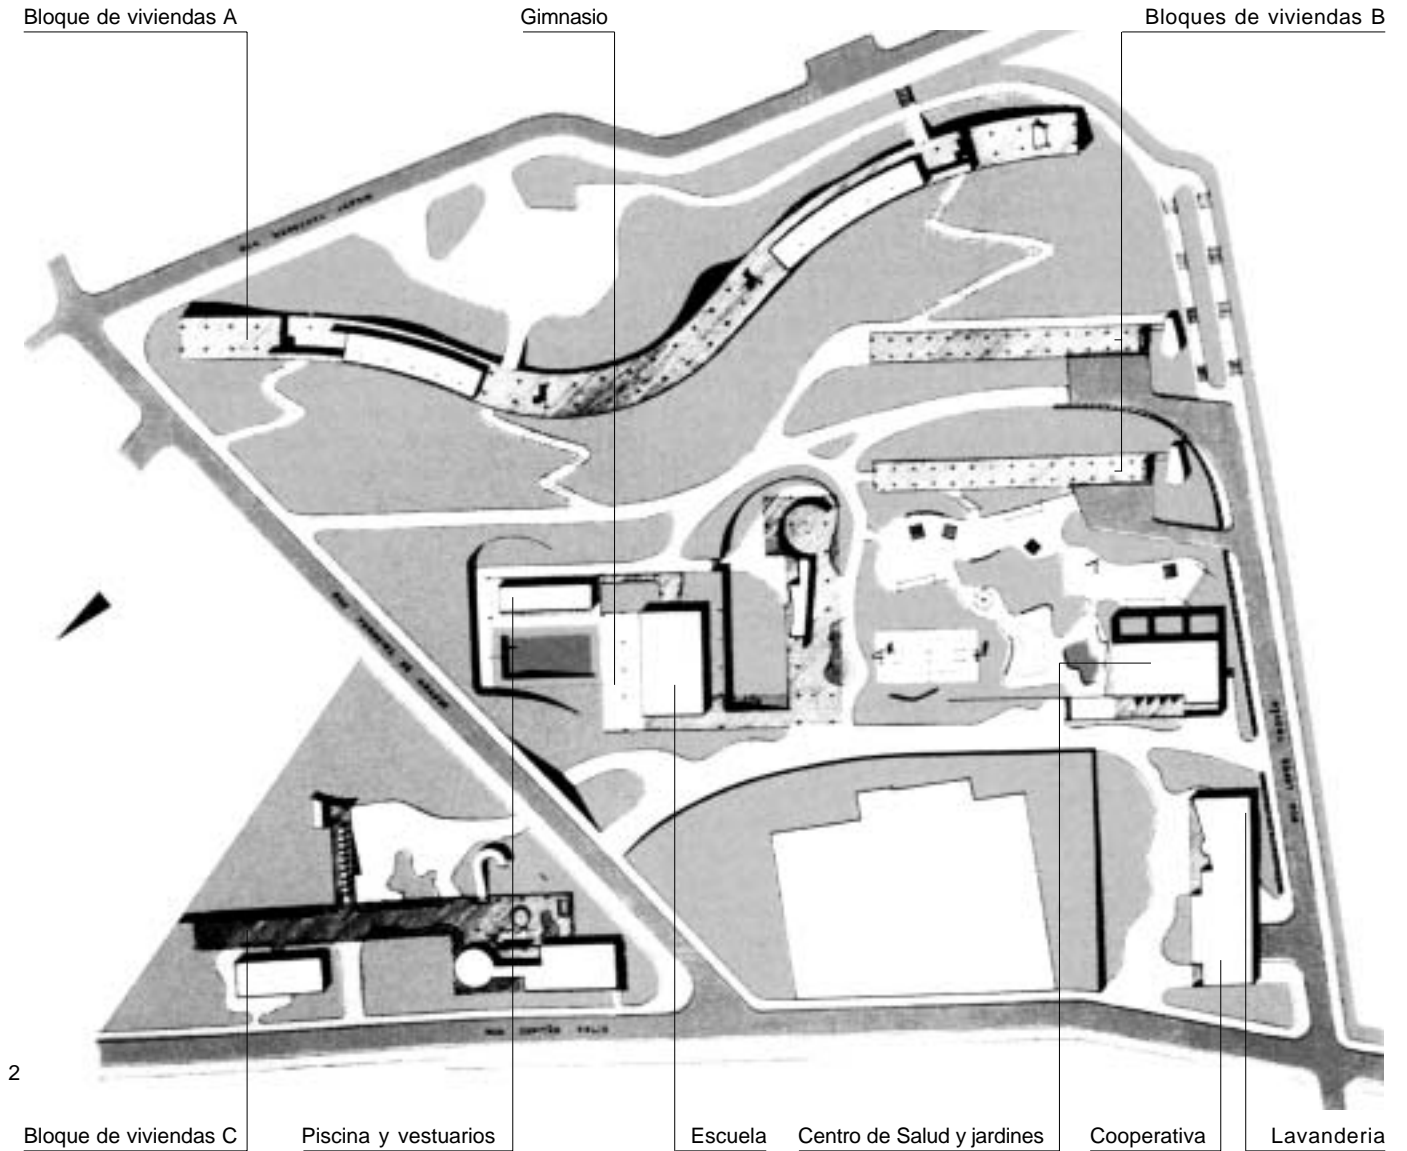 Bloque de viviendas A
Gimnasio
Bloques de viviendas B
2
Bloque de viviendas C
Piscina y vestuarios
Escuela
Centro de Salud y jardines
Cooperativa
Lavanderia